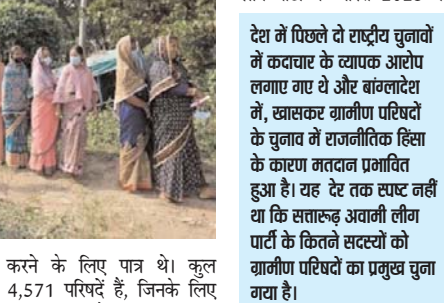 करने के लिए पात्र थे। कुल
4,571 परिषदें हैं, जिनके लिए
देश में पिछले दो राष्ट्रीय चुनावों
में कदाचार के व्यापक आरोप
लगाए गए थे और बांग्लादेश
में, खासकर ग्रामीण परिषदों
के चुनाव में राजनीतिक हिंसा
के कारण मतदान प्रभावित
हुआ है। यह देर तक स्पष्ट नहीं
था कि सत्तारूढ़ अवामी लीग
पार्टी के कितने सदस्यों को
ग्रामीण परिषदों का प्रमुख चुना
गया है।